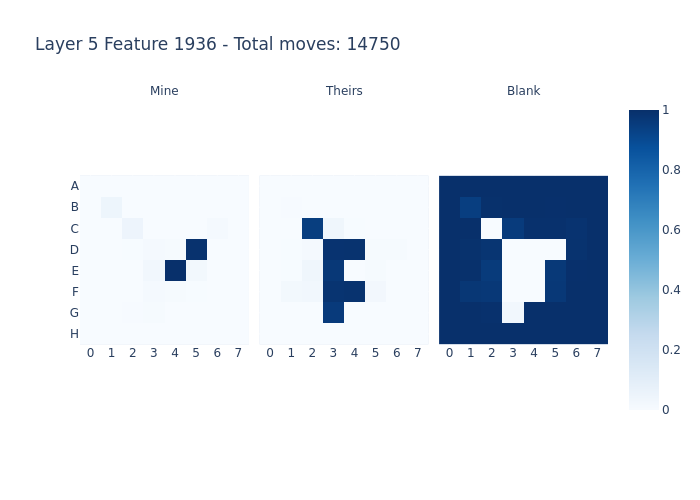 Layer 5 Feature 1936 - Total moves: 14750
Mine Theirs Blank
A
B
C
D
E
F
G
H
0 1 2 3 4 5 6 7 0 1 2 3 4 5 6 7 0 1 2 3 4 5 6 7
1
0.8
0.6
0.4
0.2
0